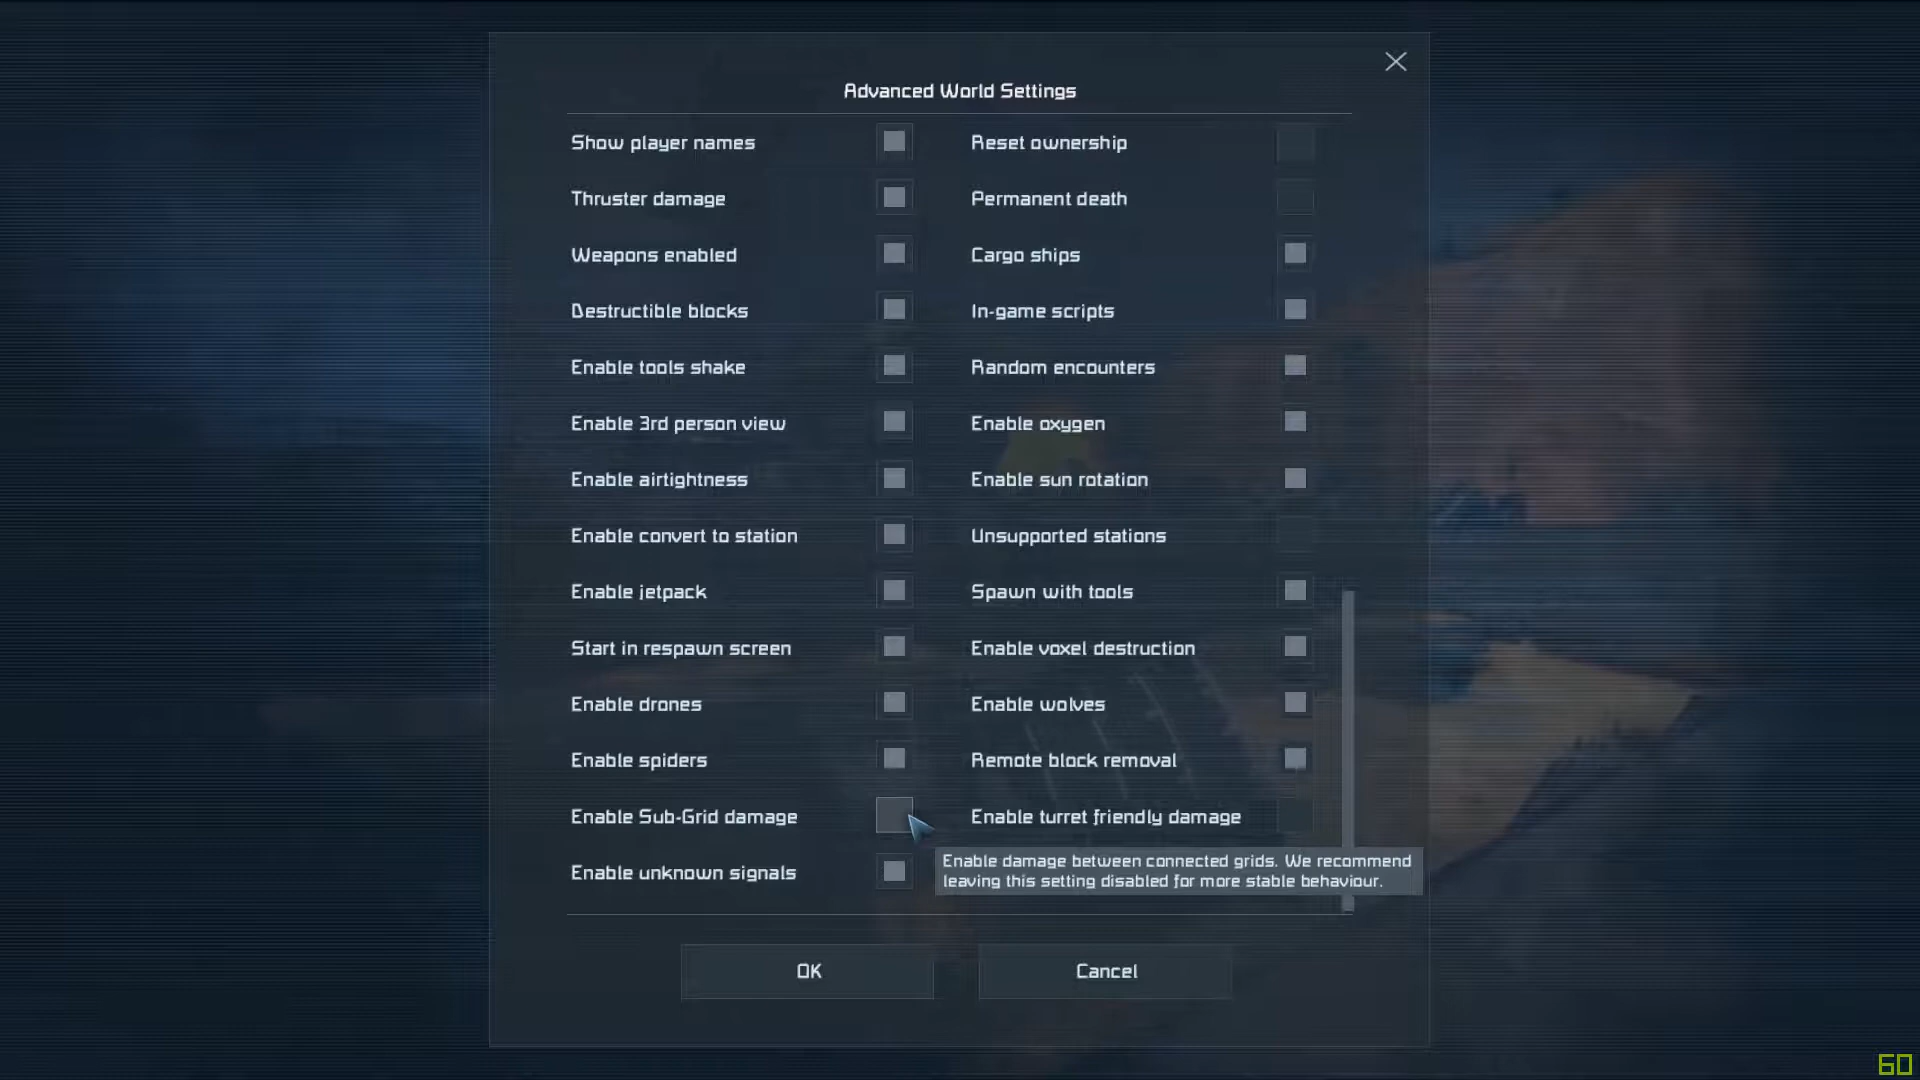 Advanced World Settings
Show player names
Reset ownership
Thruster damage
Permanent death
Weapons enabled
Cargo ships
Destructible blocks
In-game scripts
Enable tools shake
Random encounters
Enable 3rd person view
Enable oxygen
Enable airtightness
Enable sun rotation
Enable convert to station
Unsupported stations
Enable jetpack
Spawn with tools
Start in respawn screen
Enable voxel destruction
Enable drones
Enable wolves
Enable spiders
Remote block removal
Enable Sub-Grid damage
Enable turret friendly damage
Enable unknown signals
Enable damage between connected grids. We recommend
leaving this setting disabled for more stable behaviour.
OK
Cancel
60